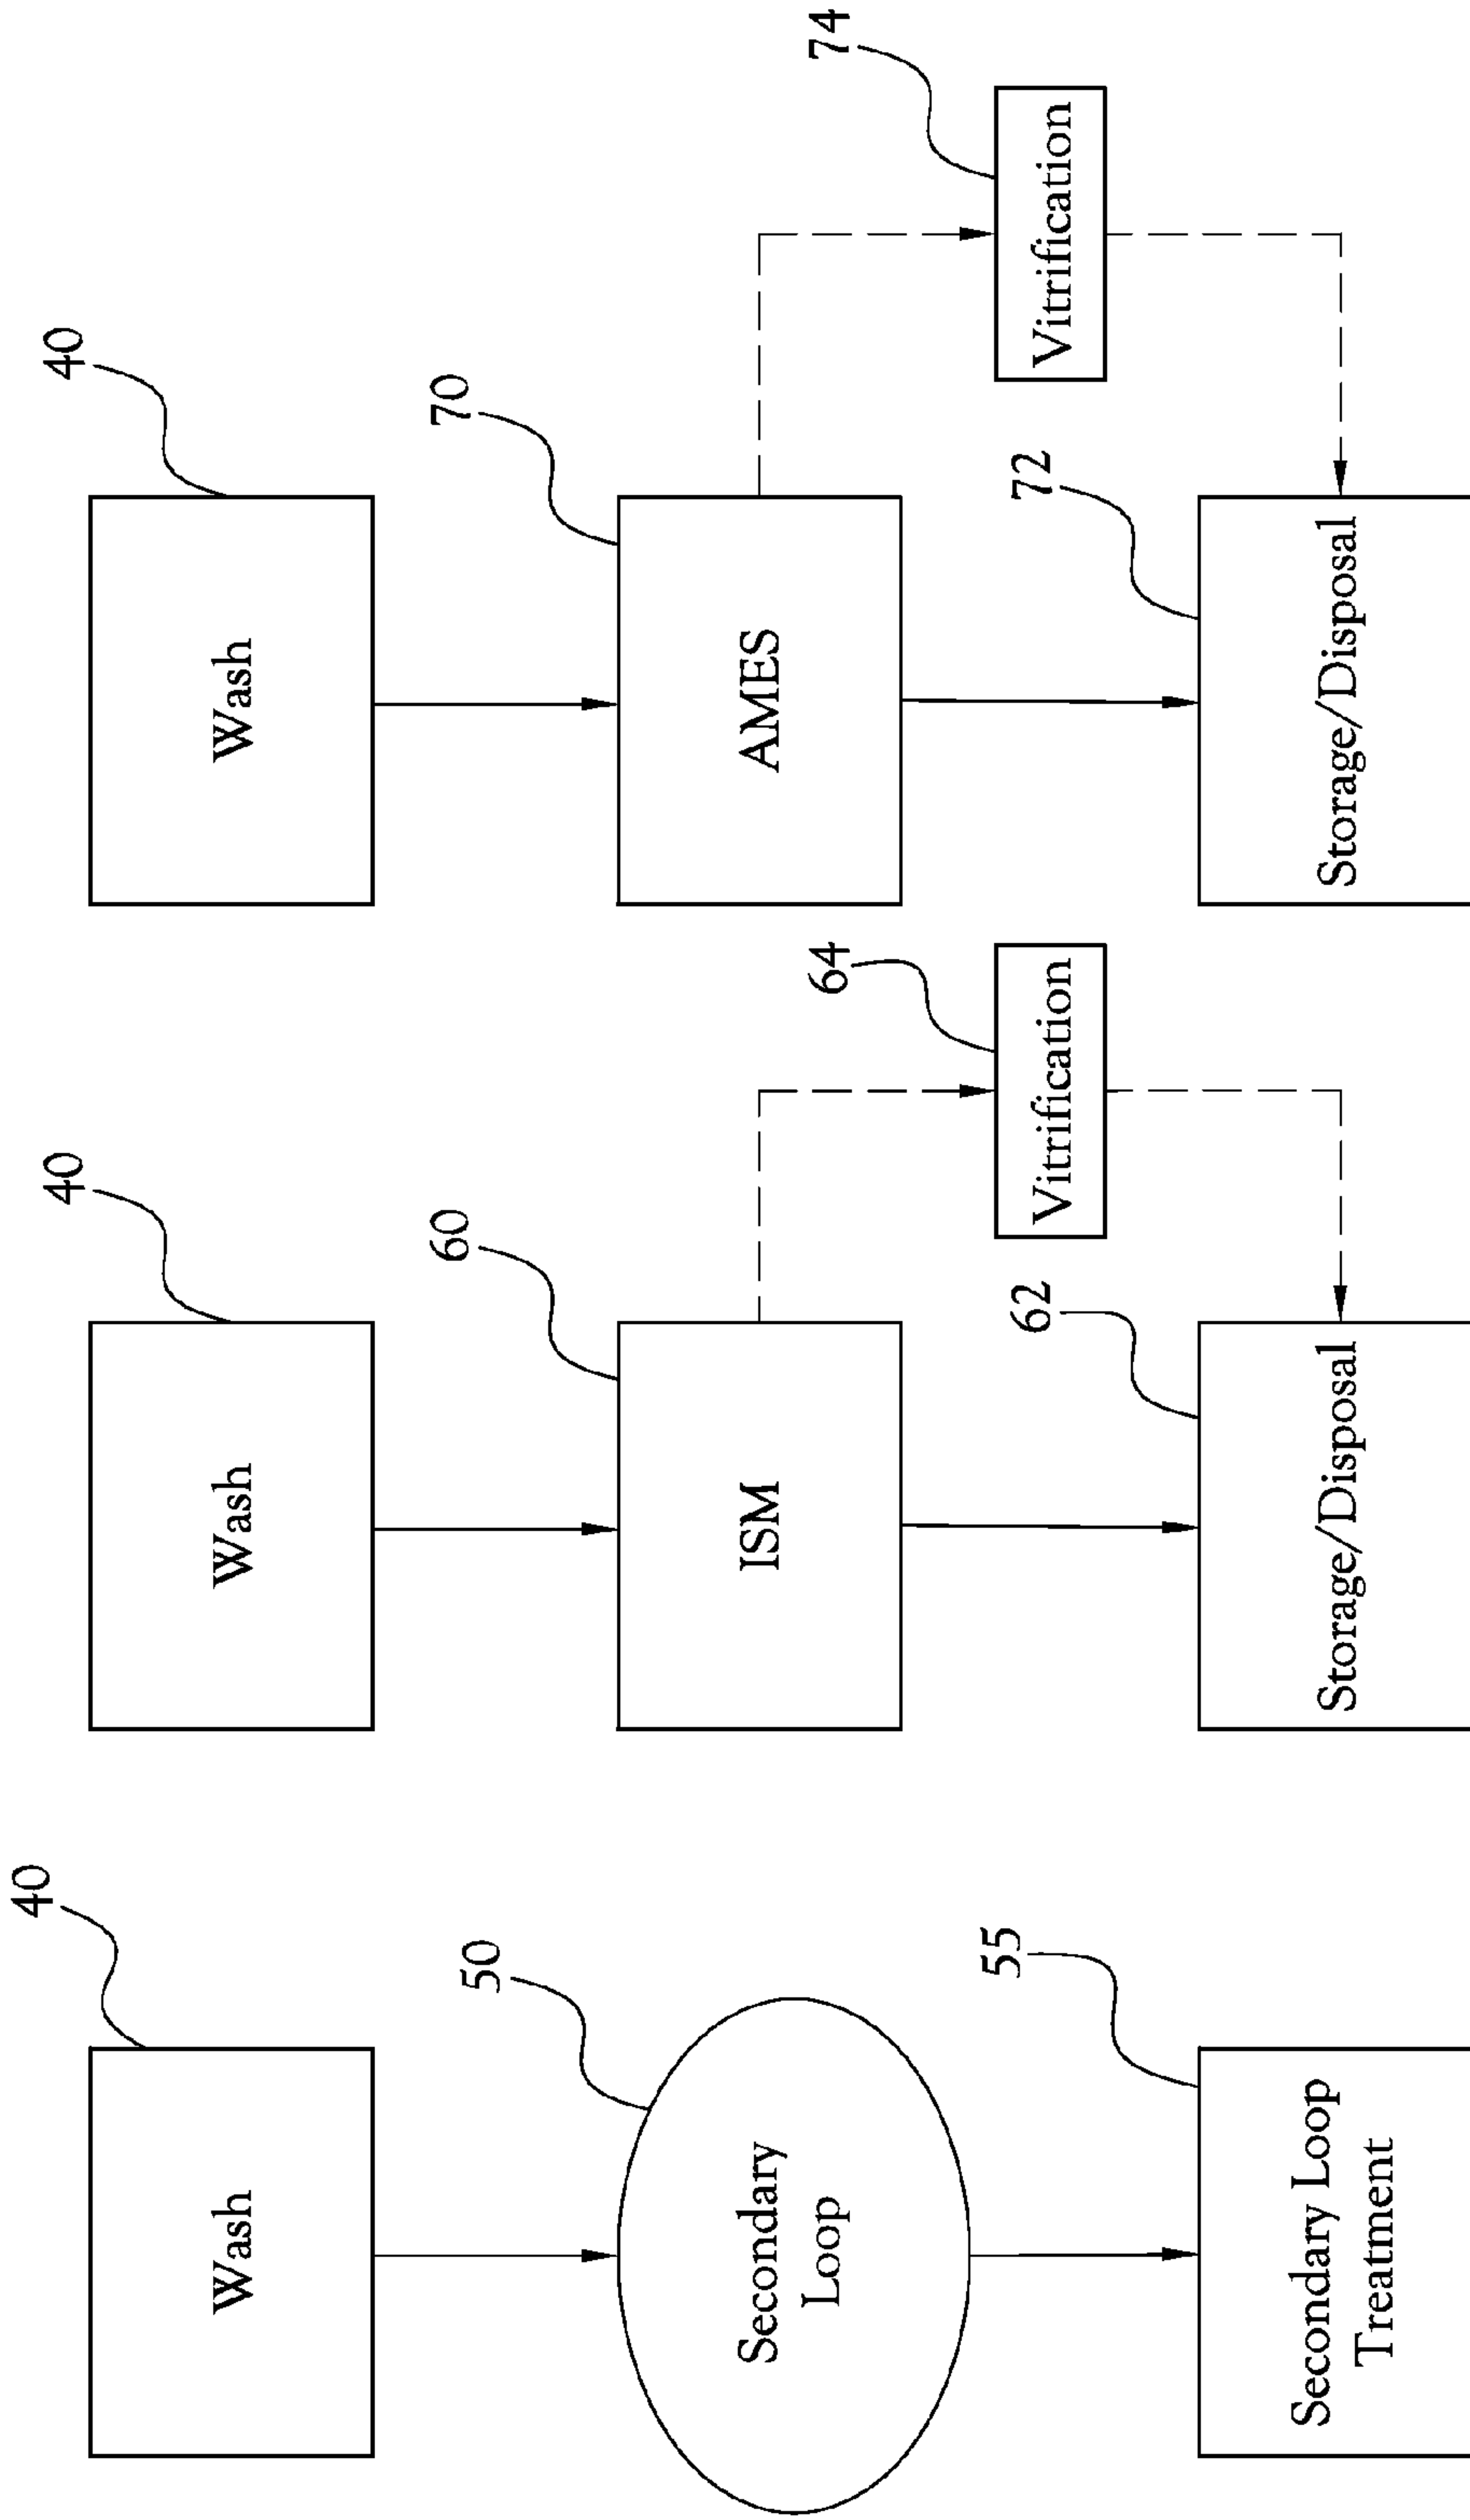 40
Wash
50
Secondary
Loop
55
Secondary Loop
Treatment
40
Wash
60
ISM
64
Vitrification
62
Storage/Disposal
40
Wash
70
AMES
74
Vitrification
72
Storage/Disposal